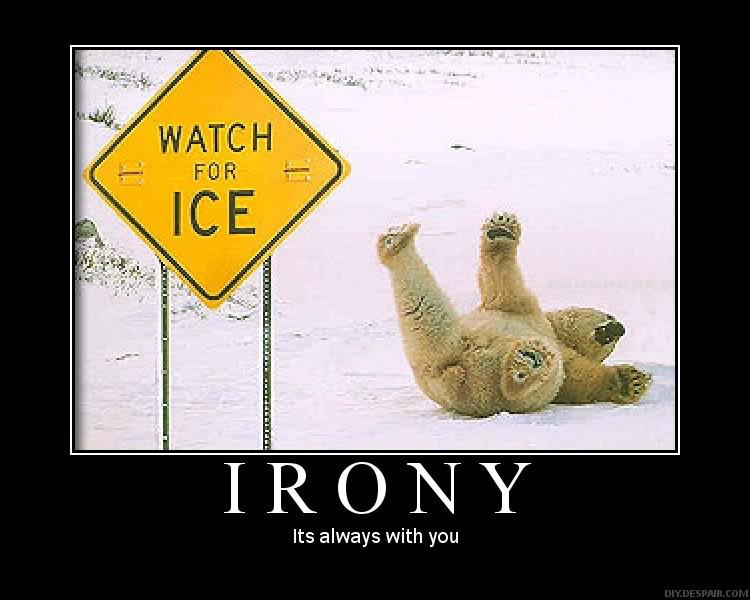 WATCH
FOR
ICE
IRONY
Its always with you
DIY.DESPAIR.COM